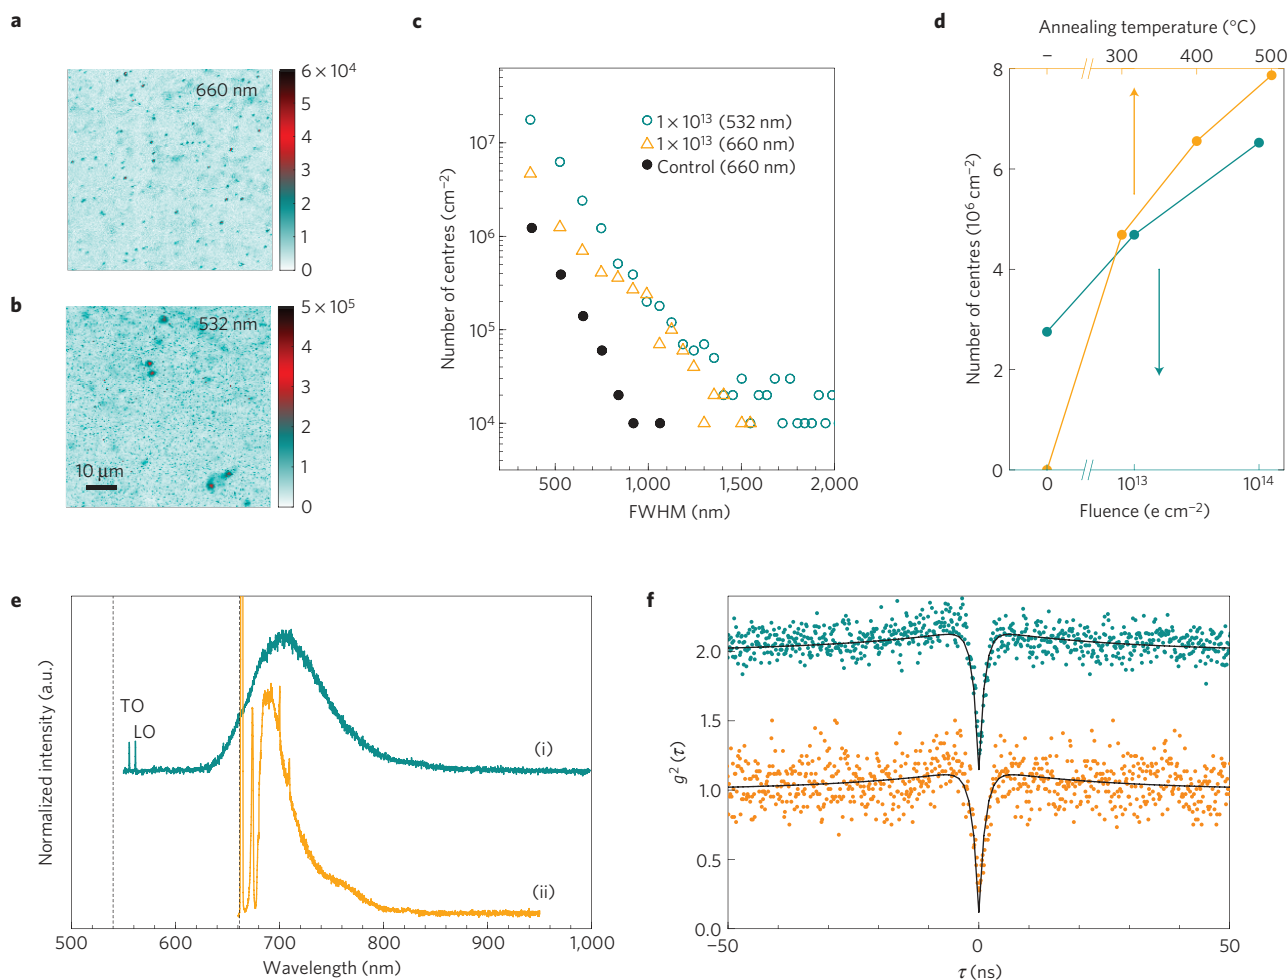 a
660 nm
6 × 10⁴
5
4
3
2
1
0
b
532 nm
10 μm
5 × 10⁵
4
3
2
1
0
c
Number of centres (cm⁻²)
10⁷
10⁶
10⁵
10⁴
1 × 10¹³ (532 nm)
1 × 10¹³ (660 nm)
Control (660 nm)
500
1,000
1,500
2,000
FWHM (nm)
d
Annealing temperature (°C)
–
300
400
500
Number of centres (10⁶ cm⁻²)
8
6
4
2
0
0
10¹³
10¹⁴
Fluence (e cm⁻²)
e
Normalized intensity (a.u.)
TO
LO
(i)
(ii)
500
600
700
800
900
1,000
Wavelength (nm)
f
g² (τ)
2.0
1.5
1.0
0.5
0.0
−50
0
50
τ (ns)